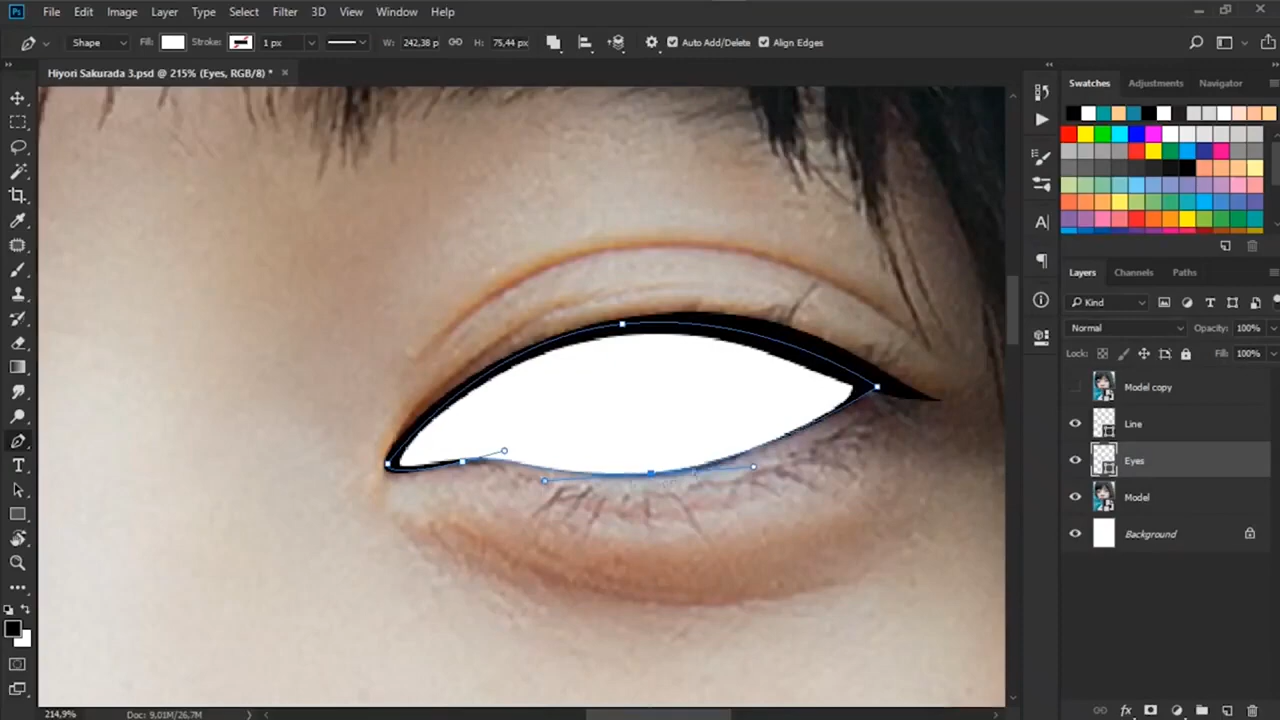 Ps File Edit Image Layer Type Select Filter 3D View Window Help
Shape Fill: Stroke: 1 px W: 242,38 p H: 75,44 px Auto Add/Delete Align Edges
Hiyori Sakurada 3.psd @ 215% (Eyes, RGB/8) *
Swatches Adjustments Navigator
Layers Channels Paths
Kind
Normal Opacity: 100%
Lock: Fill: 100%
Model copy
Line
Eyes
Model
Background
214,9% Doc: 9,01M/26,7M